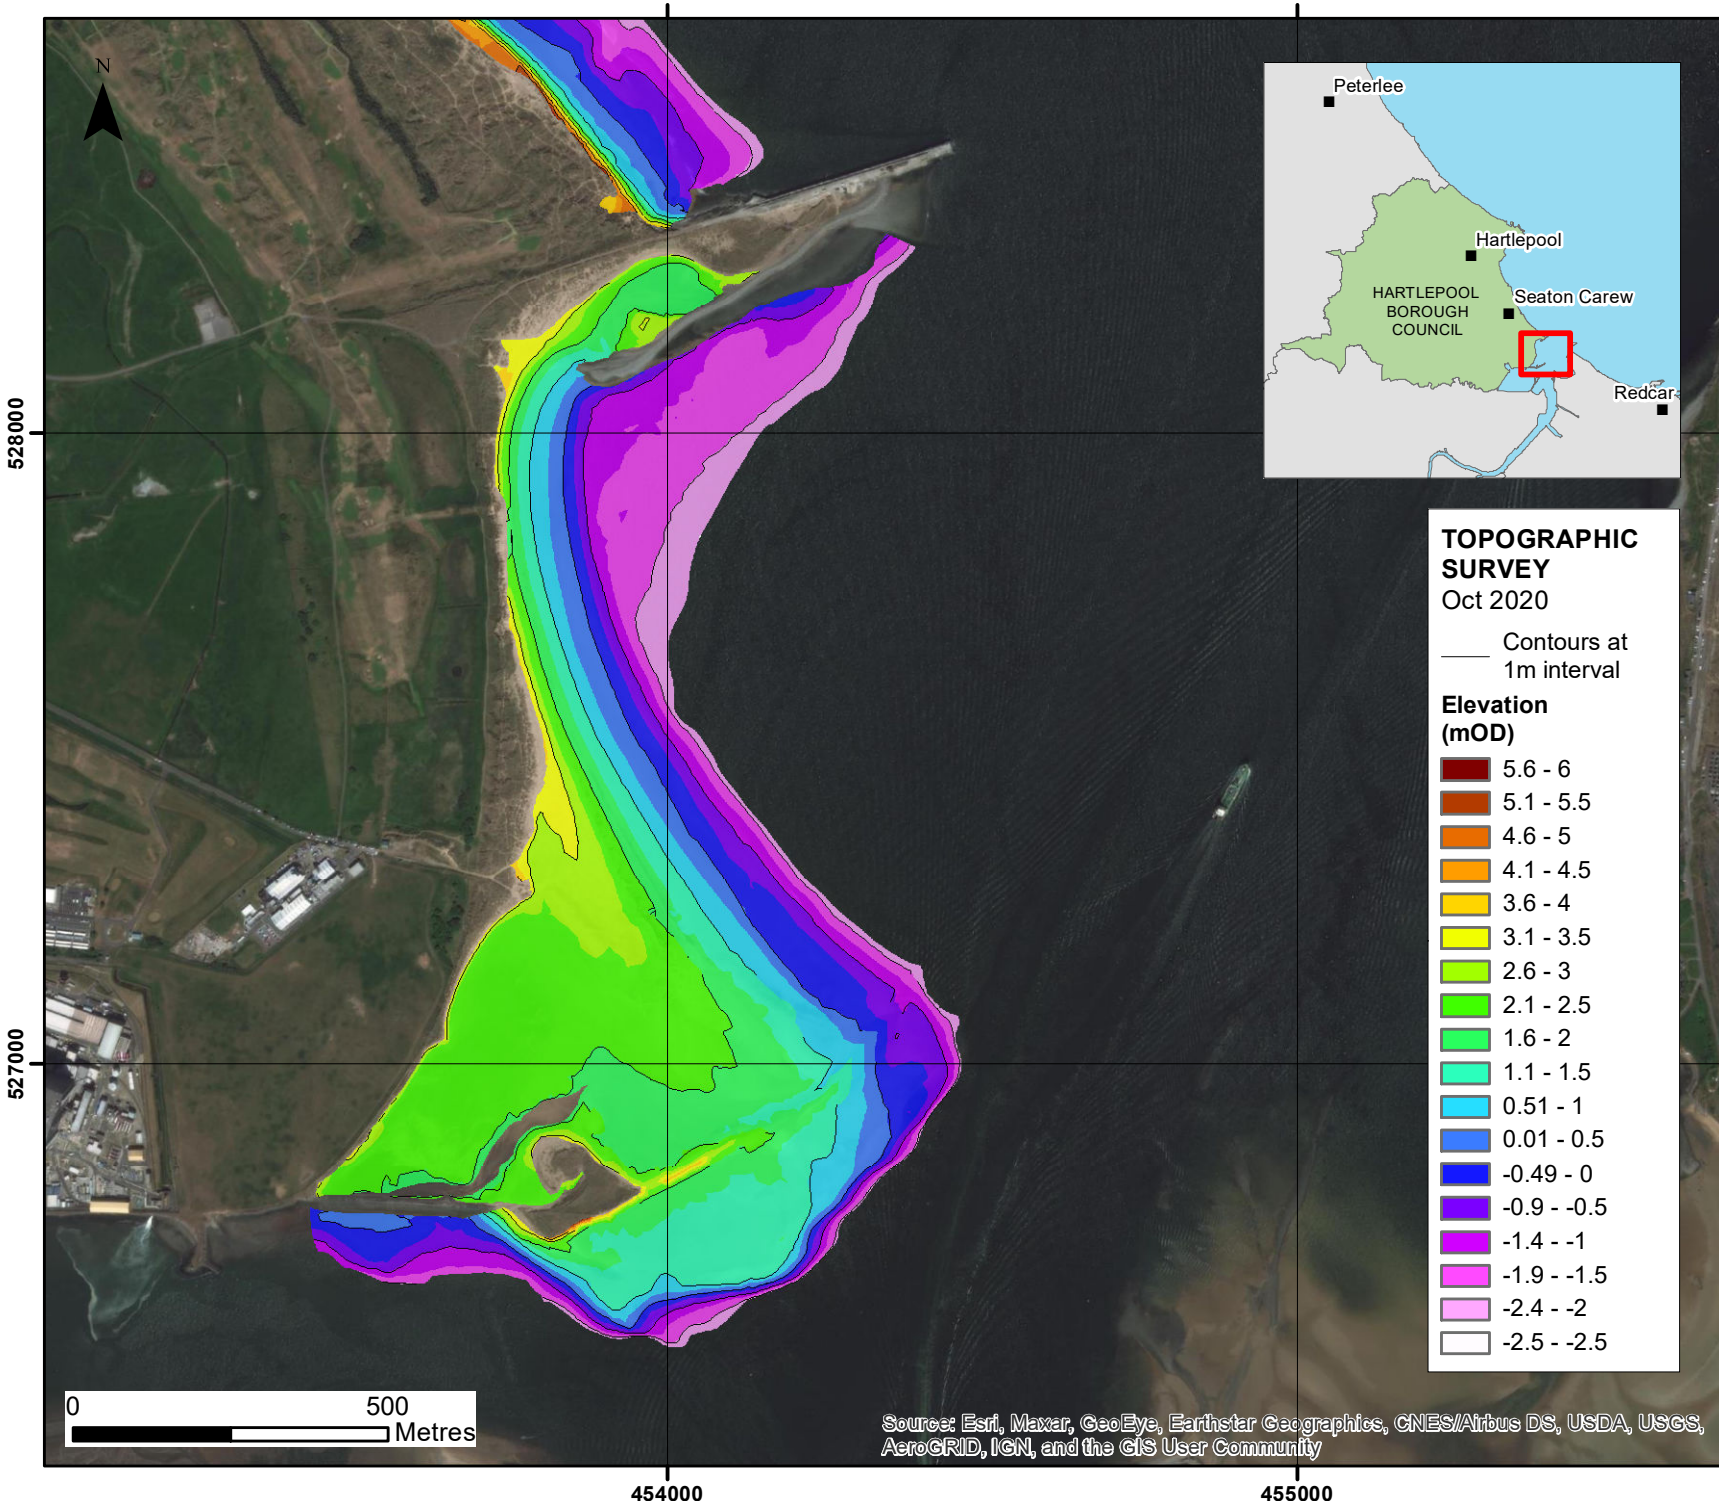 N
Peterlee
Hartlepool
HARTLEPOOL
BOROUGH
COUNCIL
Seaton Carew
Redcar
528000
527000
TOPOGRAPHIC
SURVEY
Oct 2020
Contours at
1m interval
Elevation
(mOD)
5.6 - 6
5.1 - 5.5
4.6 - 5
4.1 - 4.5
3.6 - 4
3.1 - 3.5
2.6 - 3
2.1 - 2.5
1.6 - 2
1.1 - 1.5
0.51 - 1
0.01 - 0.5
-0.49 - 0
-0.9 - -0.5
-1.4 - -1
-1.9 - -1.5
-2.4 - -2
-2.5 - -2.5
0 500
Metres
Source: Esri, Maxar, GeoEye, Earthstar Geographics, CNES/Airbus DS, USDA, USGS,
AeroGRID, IGN, and the GIS User Community
454000 455000